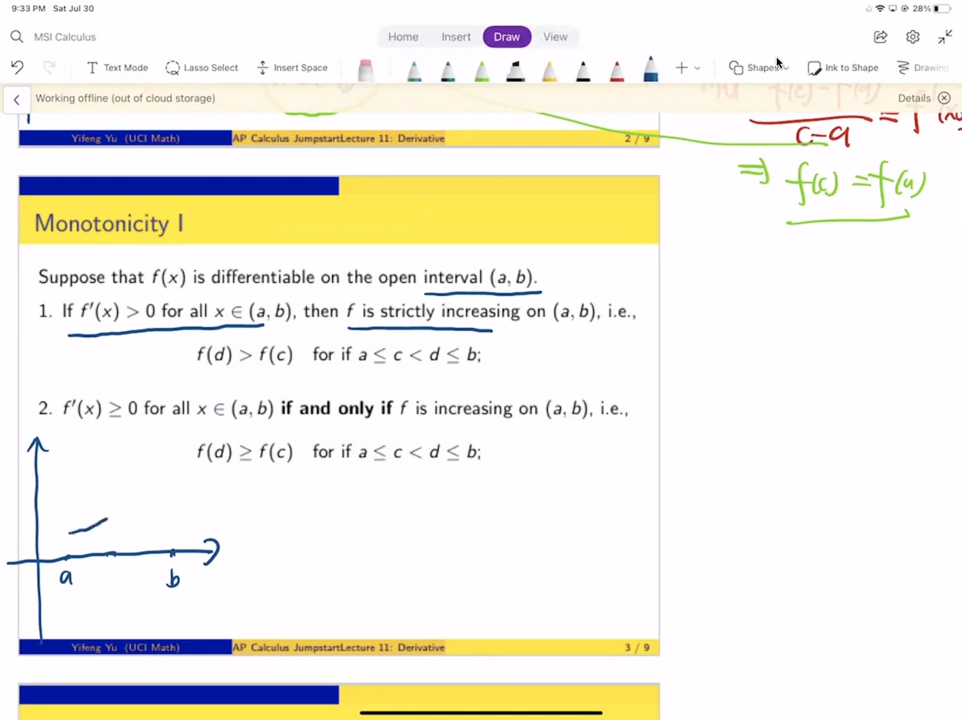 9:33 PM Sat Jul 30
28%
MSI Calculus
Home Insert Draw View
Text Mode Lasso Select Insert Space Shapes Ink to Shape Drawing
Working offline (out of cloud storage)
Details
Yifeng Yu (UCI Math) AP Calculus JumpstartLecture 11: Derivative 2 / 9
c-a
=
⇒ f(c) = f(a)
Monotonicity I
Suppose that f(x) is differentiable on the open interval (a, b).
1. If f′(x) > 0 for all x ∈ (a, b), then f is strictly increasing on (a, b), i.e.,
f(d) > f(c) for if a ≤ c < d ≤ b;
2. f′(x) ≥ 0 for all x ∈ (a, b) if and only if f is increasing on (a, b), i.e.,
f(d) ≥ f(c) for if a ≤ c < d ≤ b;
a b
Yifeng Yu (UCI Math) AP Calculus JumpstartLecture 11: Derivative 3 / 9